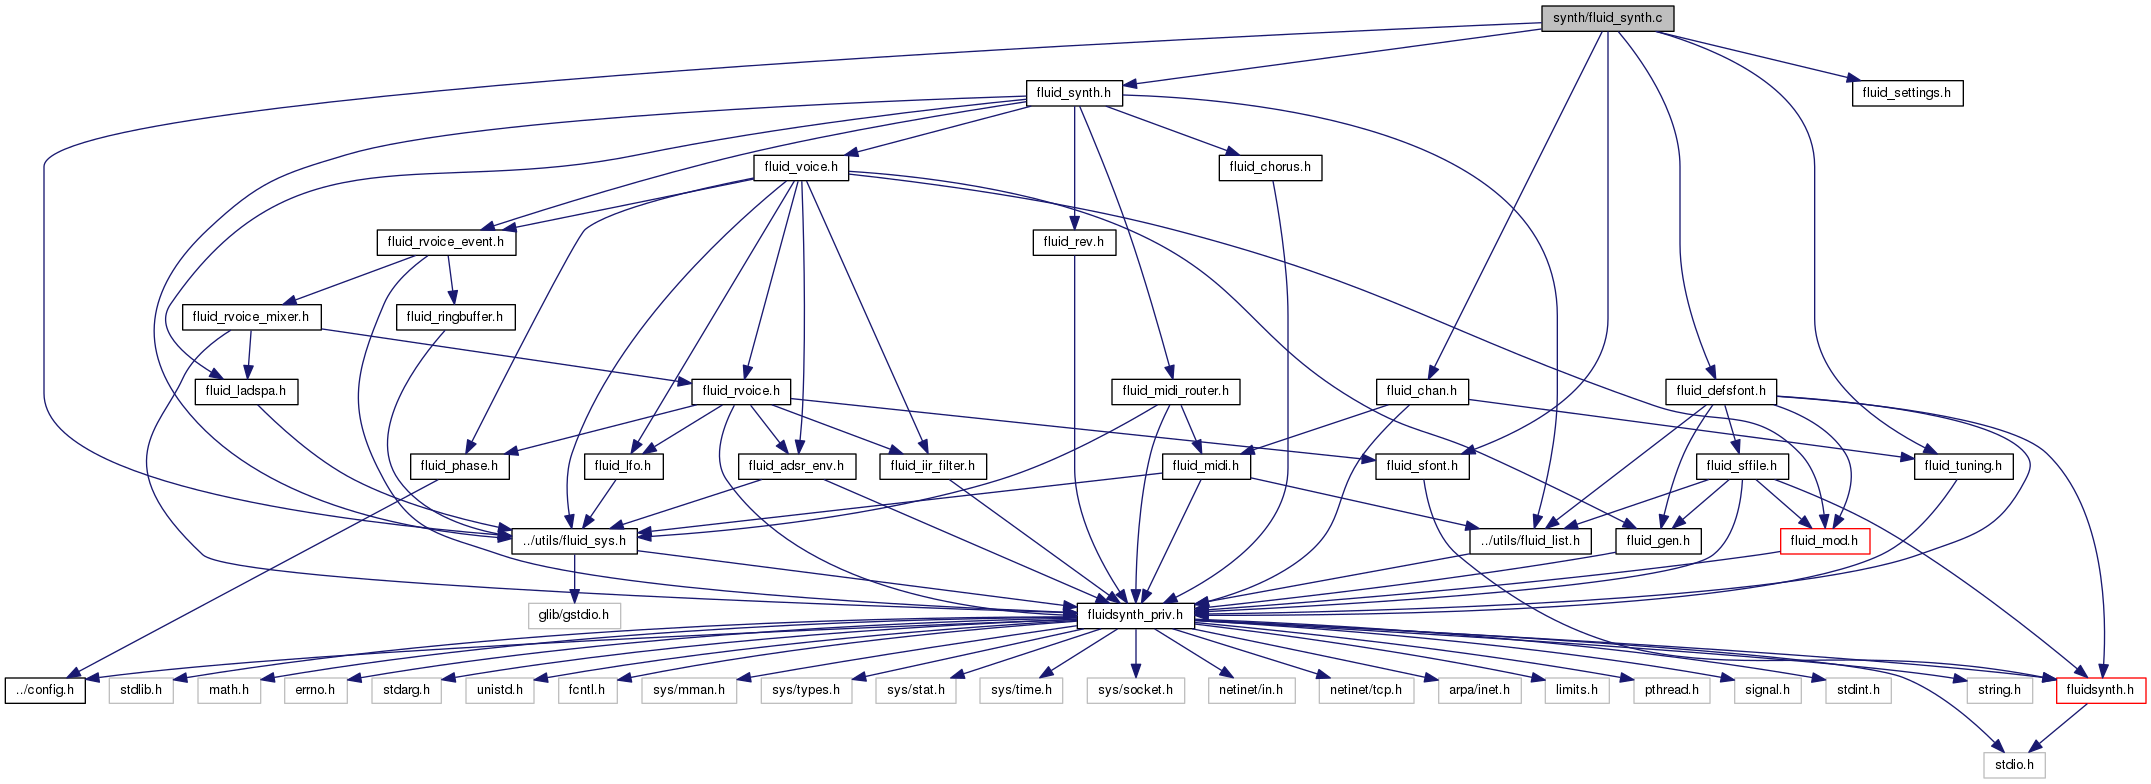 synth/fluid_synth.c
fluid_synth.h
fluid_settings.h
fluid_voice.h
fluid_chorus.h
fluid_rvoice_event.h
fluid_rev.h
fluid_rvoice_mixer.h
fluid_ringbuffer.h
fluid_ladspa.h
fluid_rvoice.h
fluid_midi_router.h
fluid_chan.h
fluid_defsfont.h
fluid_phase.h
fluid_lfo.h
fluid_adsr_env.h
fluid_iir_filter.h
fluid_midi.h
fluid_sfont.h
fluid_sffile.h
fluid_tuning.h
../utils/fluid_sys.h
../utils/fluid_list.h
fluid_gen.h
fluid_mod.h
glib/gstdio.h
fluidsynth_priv.h
../config.h
stdlib.h
math.h
errno.h
stdarg.h
unistd.h
fcntl.h
sys/mman.h
sys/types.h
sys/stat.h
sys/time.h
sys/socket.h
netinet/in.h
netinet/tcp.h
arpa/inet.h
limits.h
pthread.h
signal.h
stdint.h
string.h
fluidsynth.h
stdio.h